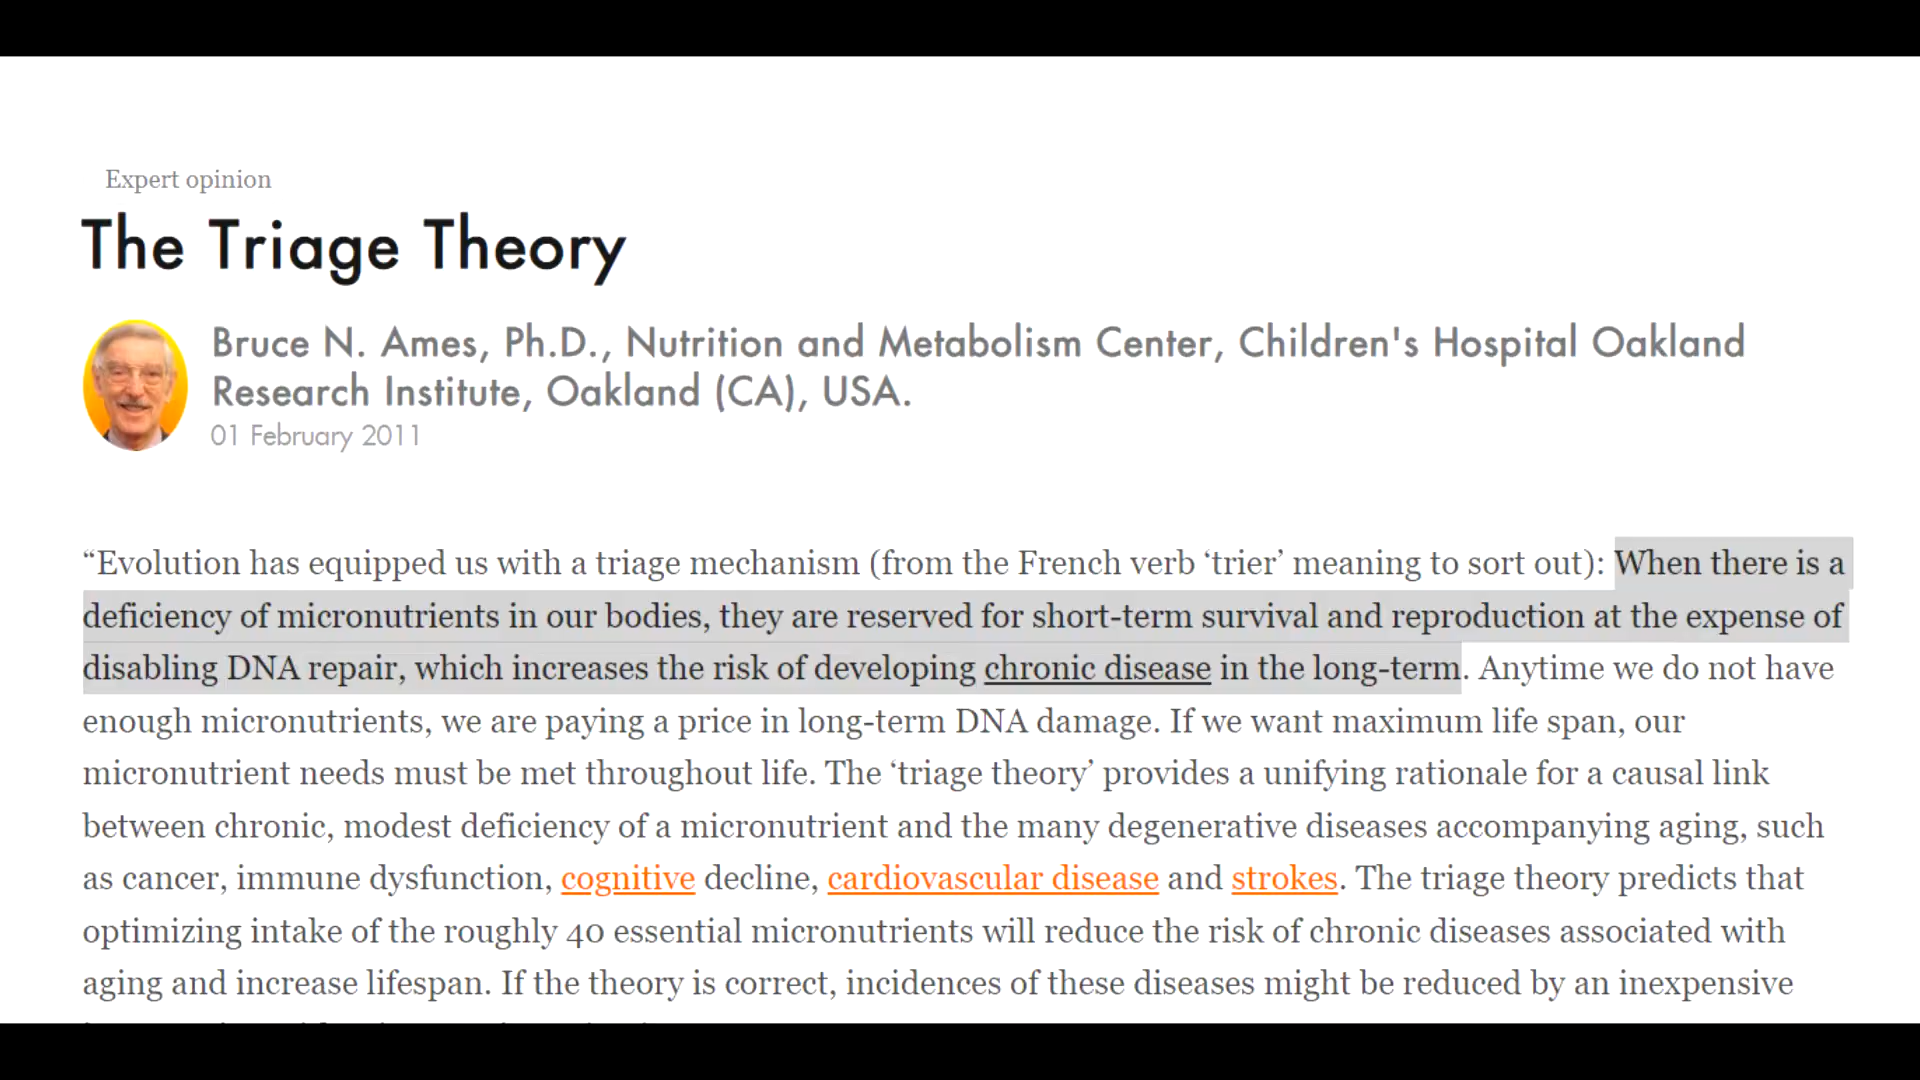 Expert opinion
The Triage Theory
Bruce N. Ames, Ph.D., Nutrition and Metabolism Center, Children's Hospital Oakland
Research Institute, Oakland (CA), USA.
01 February 2011
“Evolution has equipped us with a triage mechanism (from the French verb ‘trier’ meaning to sort out): When there is a
deficiency of micronutrients in our bodies, they are reserved for short-term survival and reproduction at the expense of
disabling DNA repair, which increases the risk of developing chronic disease in the long-term. Anytime we do not have
enough micronutrients, we are paying a price in long-term DNA damage. If we want maximum life span, our
micronutrient needs must be met throughout life. The ‘triage theory’ provides a unifying rationale for a causal link
between chronic, modest deficiency of a micronutrient and the many degenerative diseases accompanying aging, such
as cancer, immune dysfunction, cognitive decline, cardiovascular disease and strokes. The triage theory predicts that
optimizing intake of the roughly 40 essential micronutrients will reduce the risk of chronic diseases associated with
aging and increase lifespan. If the theory is correct, incidences of these diseases might be reduced by an inexpensive